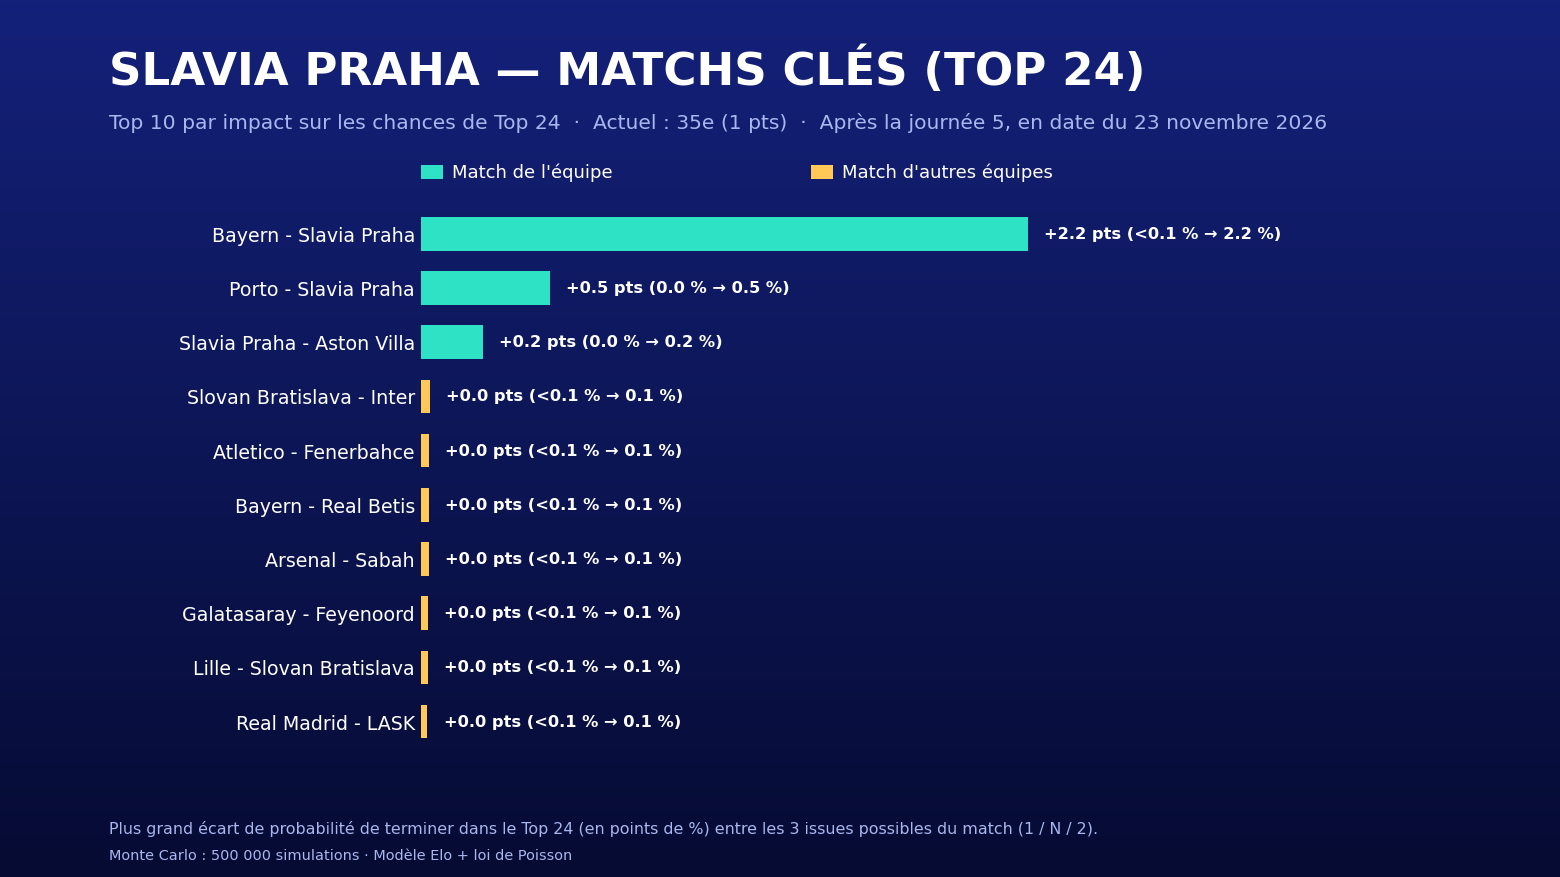 SLAVIA PRAHA — MATCHS CLÉS (TOP 24)
Top 10 par impact sur les chances de Top 24 · Actuel : 35e (1 pts) · Après la journée 5, en date du 23 novembre 2026
Match de l'équipe Match d'autres équipes
Bayern - Slavia Praha +2.2 pts (<0.1 % → 2.2 %)
Porto - Slavia Praha +0.5 pts (0.0 % → 0.5 %)
Slavia Praha - Aston Villa +0.2 pts (0.0 % → 0.2 %)
Slovan Bratislava - Inter +0.0 pts (<0.1 % → 0.1 %)
Atletico - Fenerbahce +0.0 pts (<0.1 % → 0.1 %)
Bayern - Real Betis +0.0 pts (<0.1 % → 0.1 %)
Arsenal - Sabah +0.0 pts (<0.1 % → 0.1 %)
Galatasaray - Feyenoord +0.0 pts (<0.1 % → 0.1 %)
Lille - Slovan Bratislava +0.0 pts (<0.1 % → 0.1 %)
Real Madrid - LASK +0.0 pts (<0.1 % → 0.1 %)
Plus grand écart de probabilité de terminer dans le Top 24 (en points de %) entre les 3 issues possibles du match (1 / N / 2).
Monte Carlo : 500 000 simulations · Modèle Elo + loi de Poisson